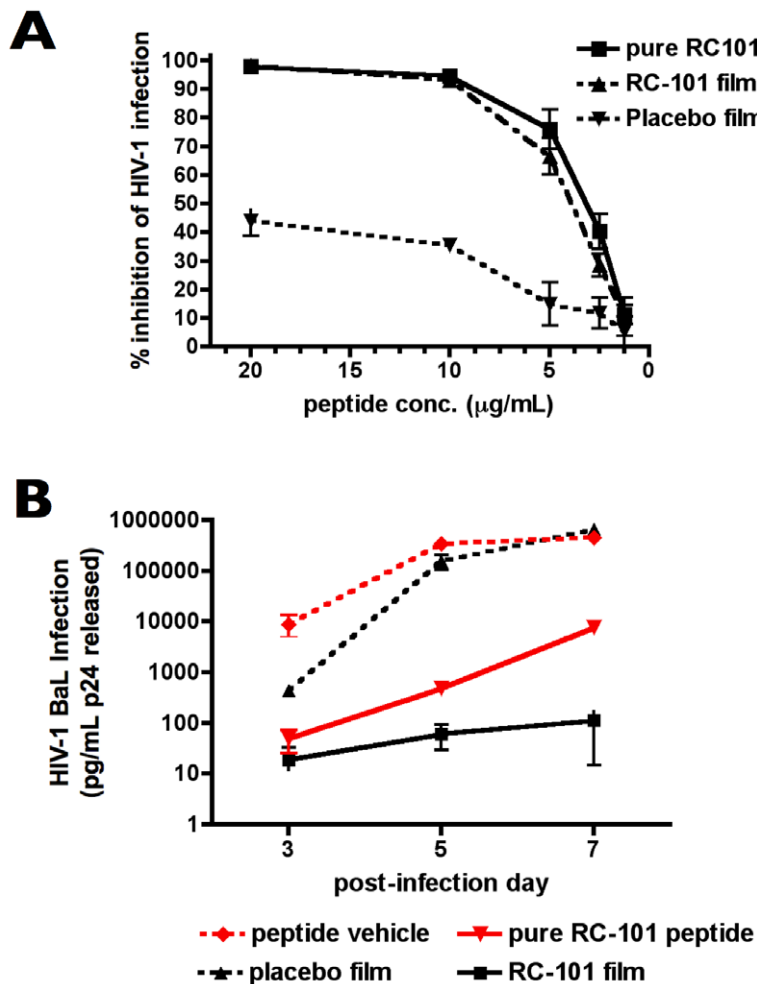 A
pure RC101
RC-101 film
Placebo film
% inhibition of HIV-1 infection
100
90
80
70
60
50
40
30
20
10
0
20
15
10
5
0
peptide conc. (μg/mL)
B
HIV-1 BaL Infection
(pg/mL p24 released)
1000000
100000
10000
1000
100
10
1
3
5
7
post-infection day
peptide vehicle
pure RC-101 peptide
placebo film
RC-101 film